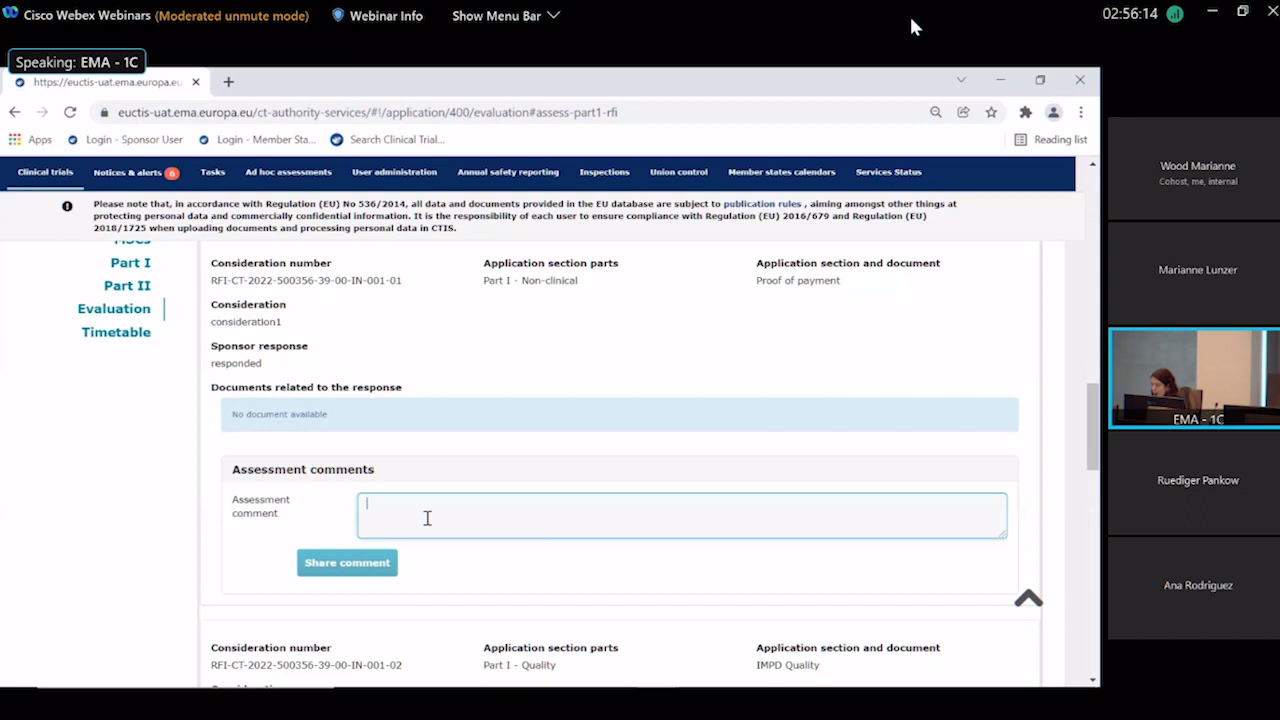 Cisco Webex Webinars (Moderated unmute mode) Webinar Info Show Menu Bar 02:56:14
Speaking: EMA - 1C
https://euctis-uat.ema.europa.eu
euctis-uat.ema.europa.eu/ct-authority-services/#!/application/400/evaluation#assess-part1-rfi
Apps Login - Sponsor User Login - Member Sta... Search Clinical Trial... Reading list
Clinical trials Notices & alerts 6 Tasks Ad hoc assessments User administration Annual safety reporting Inspections Union control Member states calendars Services Status
Please note that, in accordance with Regulation (EU) No 536/2014, all data and documents provided in the EU database are subject to publication rules , aiming amongst other things at
protecting personal data and commercially confidential information. It is the responsibility of each user to ensure compliance with Regulation (EU) 2016/679 and Regulation (EU)
2018/1725 when uploading documents and processing personal data in CTIS.
MSCs
Part I
Part II
Evaluation
Timetable
Consideration number Application section parts Application section and document
RFI-CT-2022-500356-39-00-IN-001-01 Part I - Non-clinical Proof of payment
Consideration
consideration1
Sponsor response
responded
Documents related to the response
No document available
Assessment comments
Assessment
comment
Share comment
Consideration number Application section parts Application section and document
RFI-CT-2022-500356-39-00-IN-001-02 Part I - Quality IMPD Quality
Wood Marianne
Cohost, me, internal
Marianne Lunzer
EMA - 1C
Ruediger Pankow
Ana Rodriguez